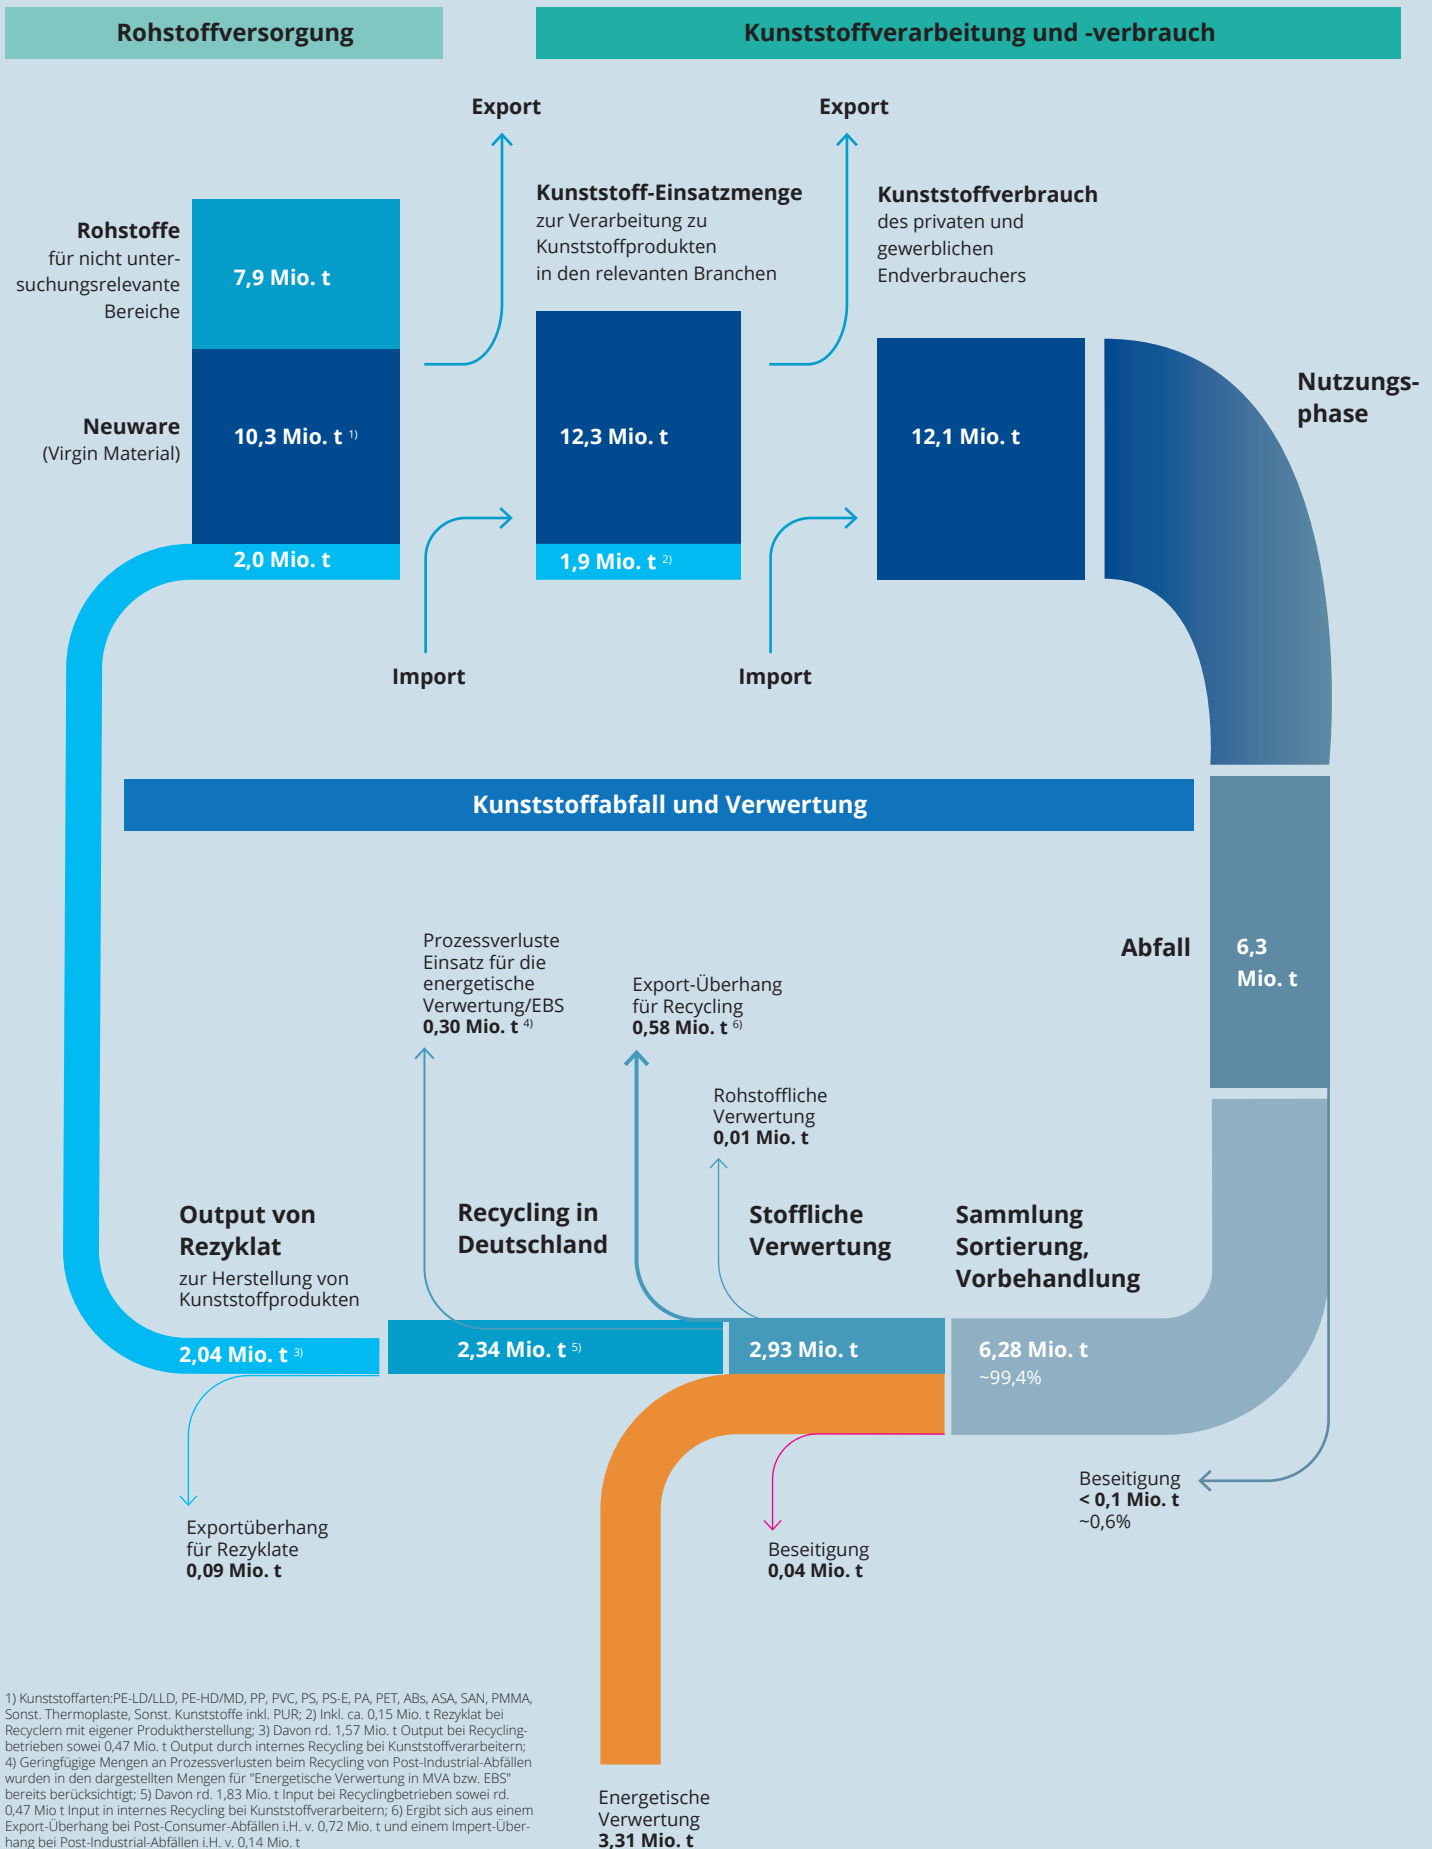 Rohstoffversorgung
Kunststoffverarbeitung und -verbrauch
Export
Export
Rohstoffe
für nicht unter-
suchungsrelevante
Bereiche
7,9 Mio. t
Neuware
(Virgin Material)
10,3 Mio. t 1)
2,0 Mio. t
Kunststoff-Einsatzmenge
zur Verarbeitung zu
Kunststoffprodukten
in den relevanten Branchen
12,3 Mio. t
1,9 Mio. t 2)
Kunststoffverbrauch
des privaten und
gewerblichen
Endverbrauchers
12,1 Mio. t
Nutzungs-
phase
Import
Import
Kunststoffabfall und Verwertung
Abfall
6,3
Mio. t
Prozessverluste
Einsatz für die
energetische
Verwertung/EBS
0,30 Mio. t 4)
Export-Überhang
für Recycling
0,58 Mio. t 6)
Rohstoffliche
Verwertung
0,01 Mio. t
Output von
Rezyklat
zur Herstellung von
Kunststoffprodukten
2,04 Mio. t 3)
Recycling in
Deutschland
2,34 Mio. t 5)
Stoffliche
Verwertung
2,93 Mio. t
Sammlung
Sortierung,
Vorbehandlung
6,28 Mio. t
~99,4%
Beseitigung
< 0,1 Mio. t
~0,6%
Exportüberhang
für Rezyklate
0,09 Mio. t
Beseitigung
0,04 Mio. t
Energetische
Verwertung
3,31 Mio. t
1) Kunststoffarten:PE-LD/LLD, PE-HD/MD, PP, PVC, PS, PS-E, PA, PET, ABs, ASA, SAN, PMMA,
Sonst. Thermoplaste, Sonst. Kunststoffe inkl. PUR; 2) Inkl. ca. 0,15 Mio. t Rezyklat bei
Recyclern mit eigener Produktherstellung; 3) Davon rd. 1,57 Mio. t Output bei Recycling-
betrieben sowei 0,47 Mio. t Output durch internes Recycling bei Kunststoffverarbeitern;
4) Geringfügige Mengen an Prozessverlusten beim Recycling von Post-Industrial-Abfällen
wurden in den dargestellten Mengen für "Energetische Verwertung in MVA bzw. EBS"
bereits berücksichtigt; 5) Davon rd. 1,83 Mio. t Input bei Recyclingbetrieben sowei rd.
0,47 Mio t Input in internes Recycling bei Kunststoffverarbeitern; 6) Ergibt sich aus einem
Export-Überhang bei Post-Consumer-Abfällen i.H. v. 0,72 Mio. t und einem Impert-Über-
hang bei Post-Industrial-Abfällen i.H. v. 0,14 Mio. t